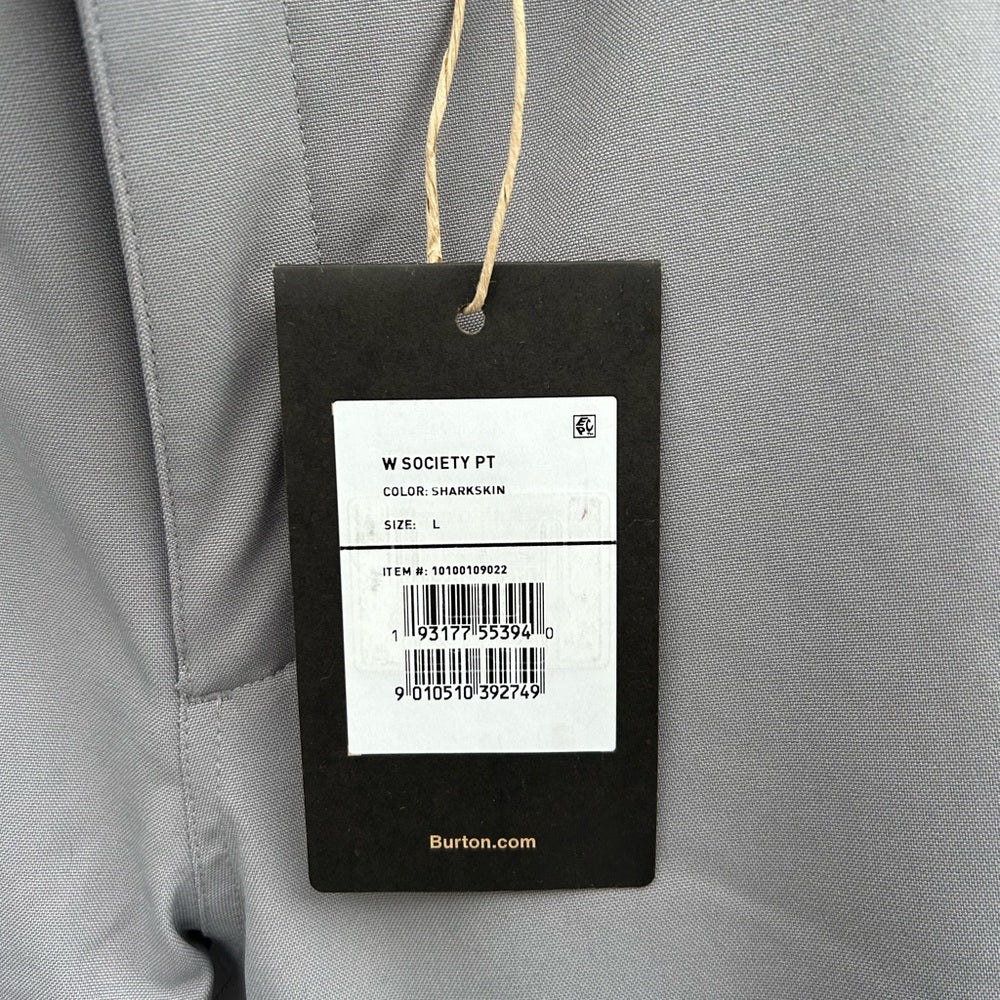 W SOCIETY PT
COLOR: SHARKSKIN
SIZE: L
ITEM #: 10100109022
1 93177 55394 0
9 010510 392749
Burton.com